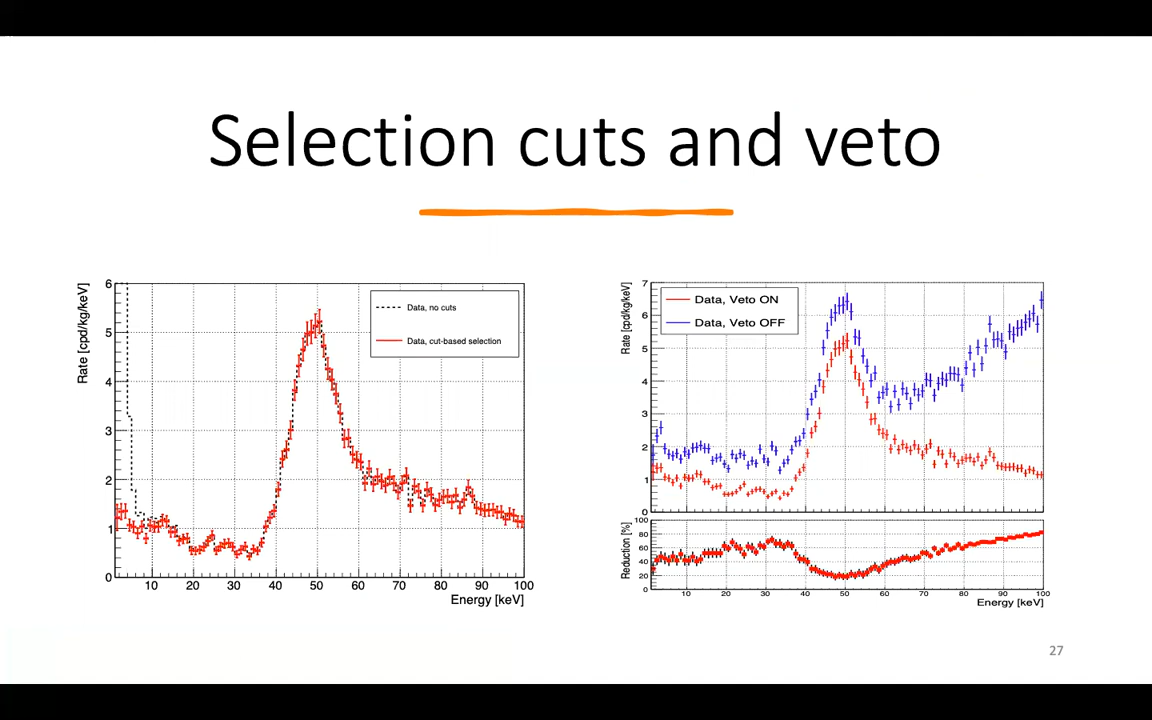 Selection cuts and veto
Rate [cpd/kg/keV]
6
5
4
3
2
1
0
Data, no cuts
Data, cut-based selection
10 20 30 40 50 60 70 80 90 100
Energy [keV]
Rate [cpd/kg/keV]
7
6
5
4
3
2
1
0
Data, Veto ON
Data, Veto OFF
Reduction [%]
100
80
60
40
20
0
10 20 30 40 50 60 70 80 90 100
Energy [keV]
27